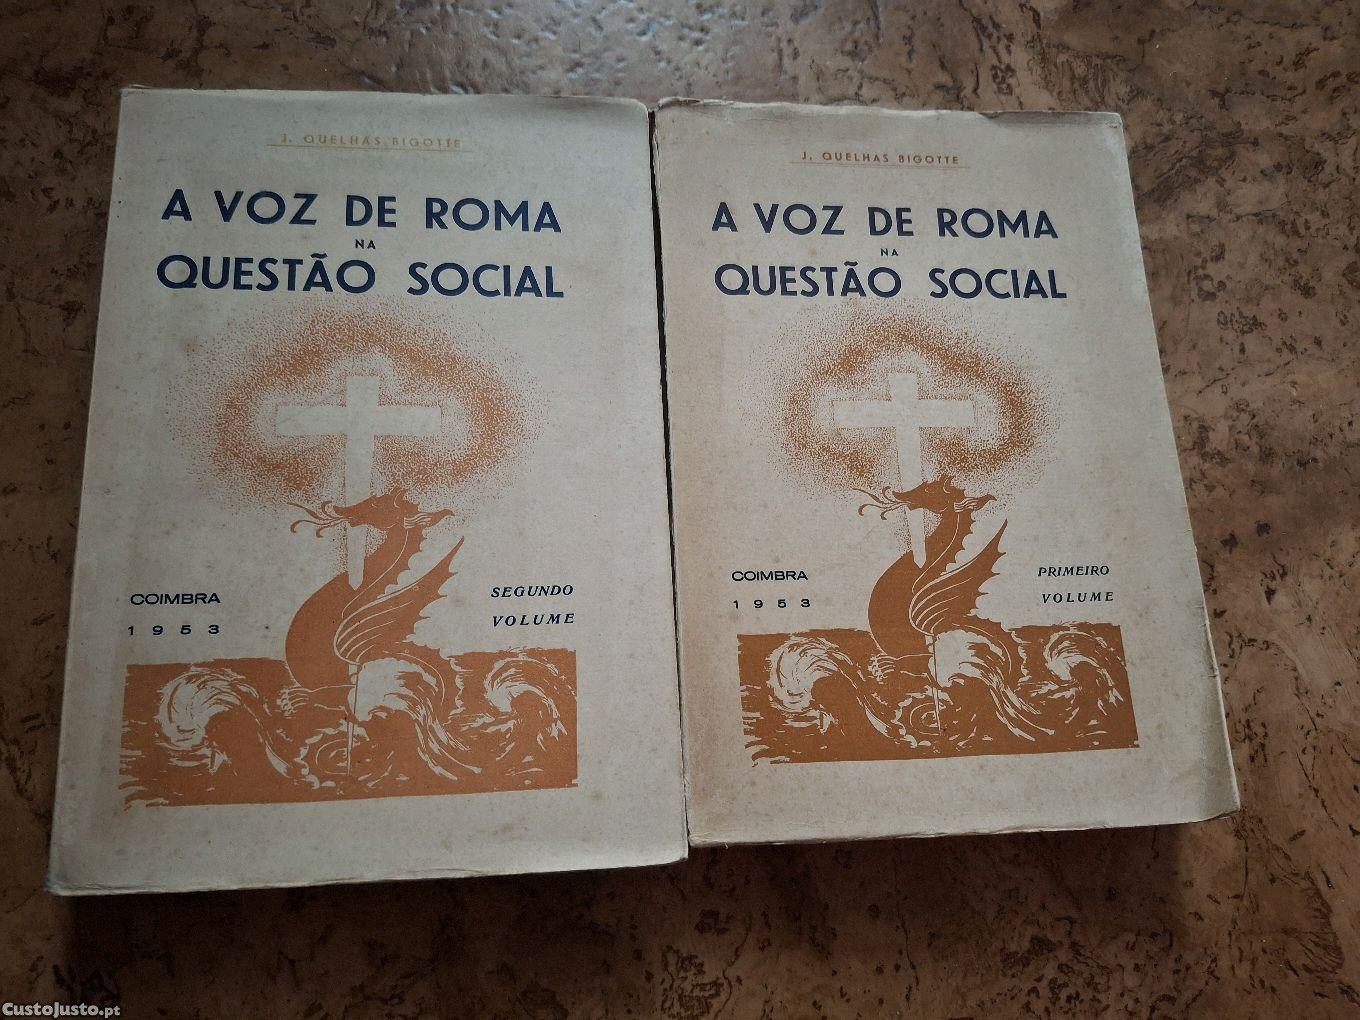 J. QUELHAS BIGOTTE
A VOZ DE ROMA
NA
QUESTÃO SOCIAL
COIMBRA
1953
SEGUNDO
VOLUME
J. QUELHAS BIGOTTE
A VOZ DE ROMA
NA
QUESTÃO SOCIAL
COIMBRA
1953
PRIMEIRO
VOLUME
CustoJusto.pt